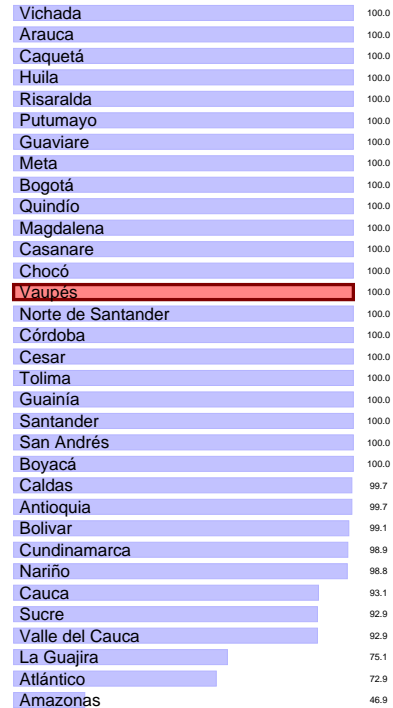 Vichada 100.0
Arauca 100.0
Caquetá 100.0
Huila 100.0
Risaralda 100.0
Putumayo 100.0
Guaviare 100.0
Meta 100.0
Bogotá 100.0
Quindío 100.0
Magdalena 100.0
Casanare 100.0
Chocó 100.0
Vaupés 100.0
Norte de Santander 100.0
Córdoba 100.0
Cesar 100.0
Tolima 100.0
Guainía 100.0
Santander 100.0
San Andrés 100.0
Boyacá 100.0
Caldas 99.7
Antioquia 99.7
Bolivar 99.1
Cundinamarca 98.9
Nariño 98.8
Cauca 93.1
Sucre 92.9
Valle del Cauca 92.9
La Guajira 75.1
Atlántico 72.9
Amazonas 46.9